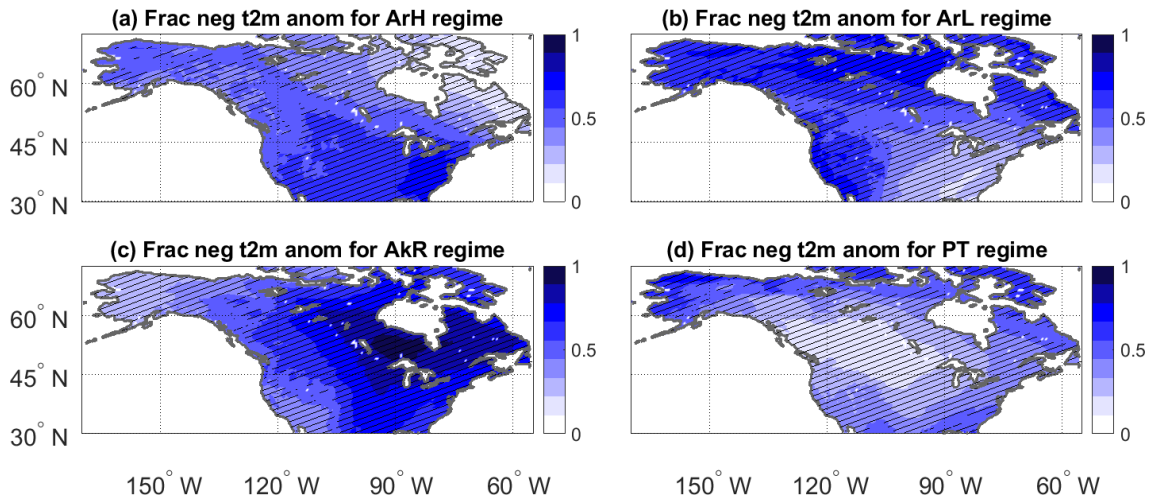 (a) Frac neg t2m anom for ArH regime
(b) Frac neg t2m anom for ArL regime
60° N
45° N
30° N
1
0.5
0
1
0.5
0
(c) Frac neg t2m anom for AkR regime
(d) Frac neg t2m anom for PT regime
60° N
45° N
30° N
1
0.5
0
1
0.5
0
150° W 120° W 90° W 60° W
150° W 120° W 90° W 60° W